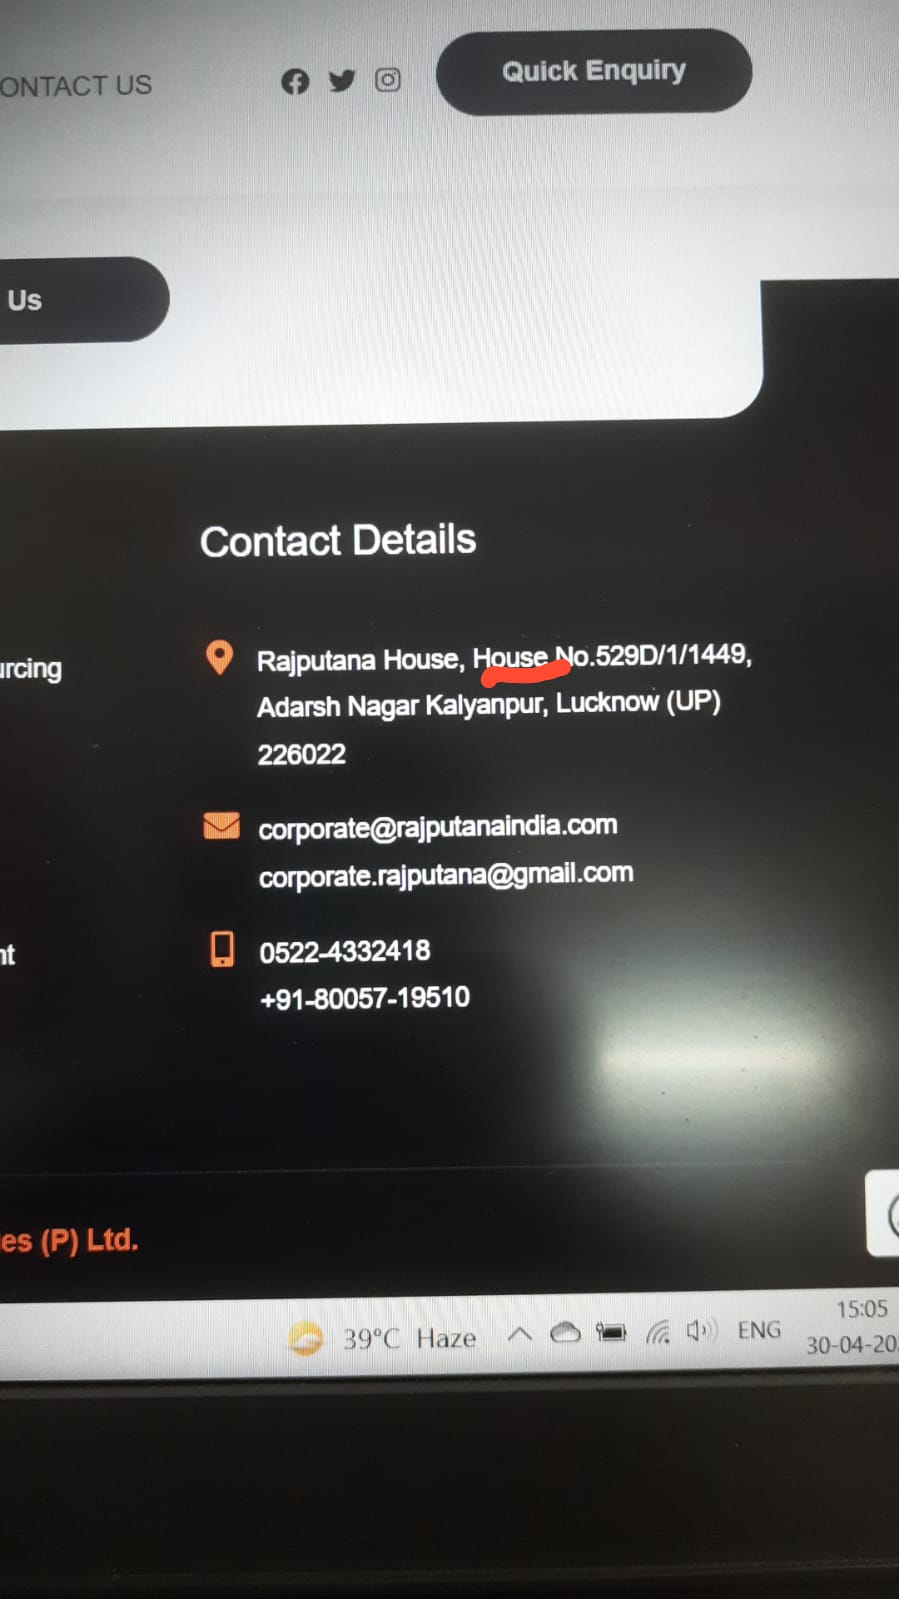 ONTACT US
Quick Enquiry
Us
Contact Details
urcing
Rajputana House, House No.529D/1/1449,
Adarsh Nagar Kalyanpur, Lucknow (UP)
226022
corporate@rajputanaindia.com
corporate.rajputana@gmail.com
nt
0522-4332418
+91-80057-19510
es (P) Ltd.
39°C Haze
ENG
15:05
30-04-20